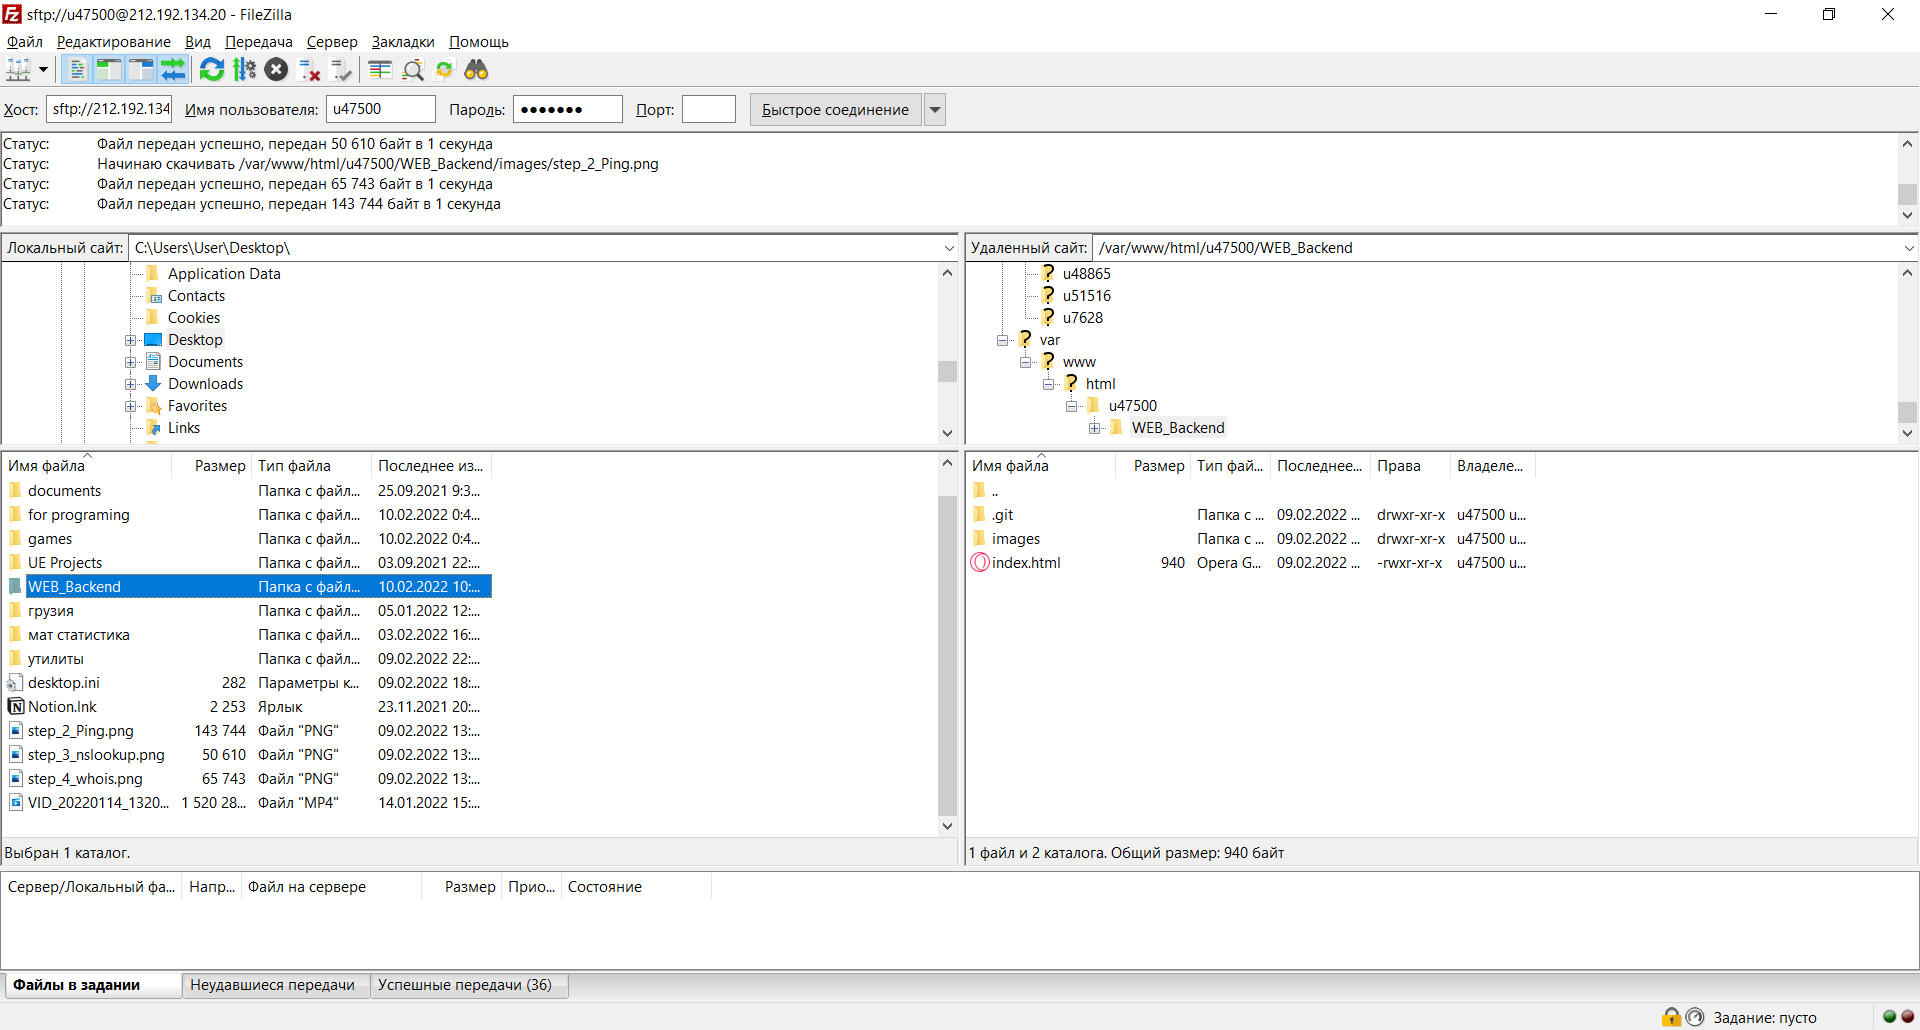 sftp://u47500@212.192.134.20 - FileZilla
Файл Редактирование Вид Передача Сервер Закладки Помощь
Хост: sftp://212.192.134 Имя пользователя: u47500 Пароль: ●●●●●●● Порт: Быстрое соединение
Статус: Файл передан успешно, передан 50 610 байт в 1 секунда
Статус: Начинаю скачивать /var/www/html/u47500/WEB_Backend/images/step_2_Ping.png
Статус: Файл передан успешно, передан 65 743 байт в 1 секунда
Статус: Файл передан успешно, передан 143 744 байт в 1 секунда
Локальный сайт: C:\Users\User\Desktop\
Application Data
Contacts
Cookies
Desktop
Documents
Downloads
Favorites
Links
Имя файла Размер Тип файла Последнее из...
documents Папка с файл... 25.09.2021 9:3...
for programing Папка с файл... 10.02.2022 0:4...
games Папка с файл... 10.02.2022 0:4...
UE Projects Папка с файл... 03.09.2021 22:...
WEB_Backend Папка с файл... 10.02.2022 10:...
грузия Папка с файл... 05.01.2022 12:...
мат статистика Папка с файл... 03.02.2022 16:...
утилиты Папка с файл... 09.02.2022 22:...
desktop.ini 282 Параметры к... 09.02.2022 18:...
Notion.lnk 2 253 Ярлык 23.11.2021 20:...
step_2_Ping.png 143 744 Файл "PNG" 09.02.2022 13:...
step_3_nslookup.png 50 610 Файл "PNG" 09.02.2022 13:...
step_4_whois.png 65 743 Файл "PNG" 09.02.2022 13:...
VID_20220114_1320... 1 520 28... Файл "MP4" 14.01.2022 15:...
Выбран 1 каталог.
Удаленный сайт: /var/www/html/u47500/WEB_Backend
u48865
u51516
u7628
var
www
html
u47500
WEB_Backend
Имя файла Размер Тип фай... Последнее... Права Владеле...
..
.git Папка с ... 09.02.2022 ... drwxr-xr-x u47500 u...
images Папка с ... 09.02.2022 ... drwxr-xr-x u47500 u...
index.html 940 Opera G... 09.02.2022 ... -rwxr-xr-x u47500 u...
1 файл и 2 каталога. Общий размер: 940 байт
Сервер/Локальный фа... Напр... Файл на сервере Размер Прио... Состояние
Файлы в задании Неудавшиеся передачи Успешные передачи (36)
Задание: пусто